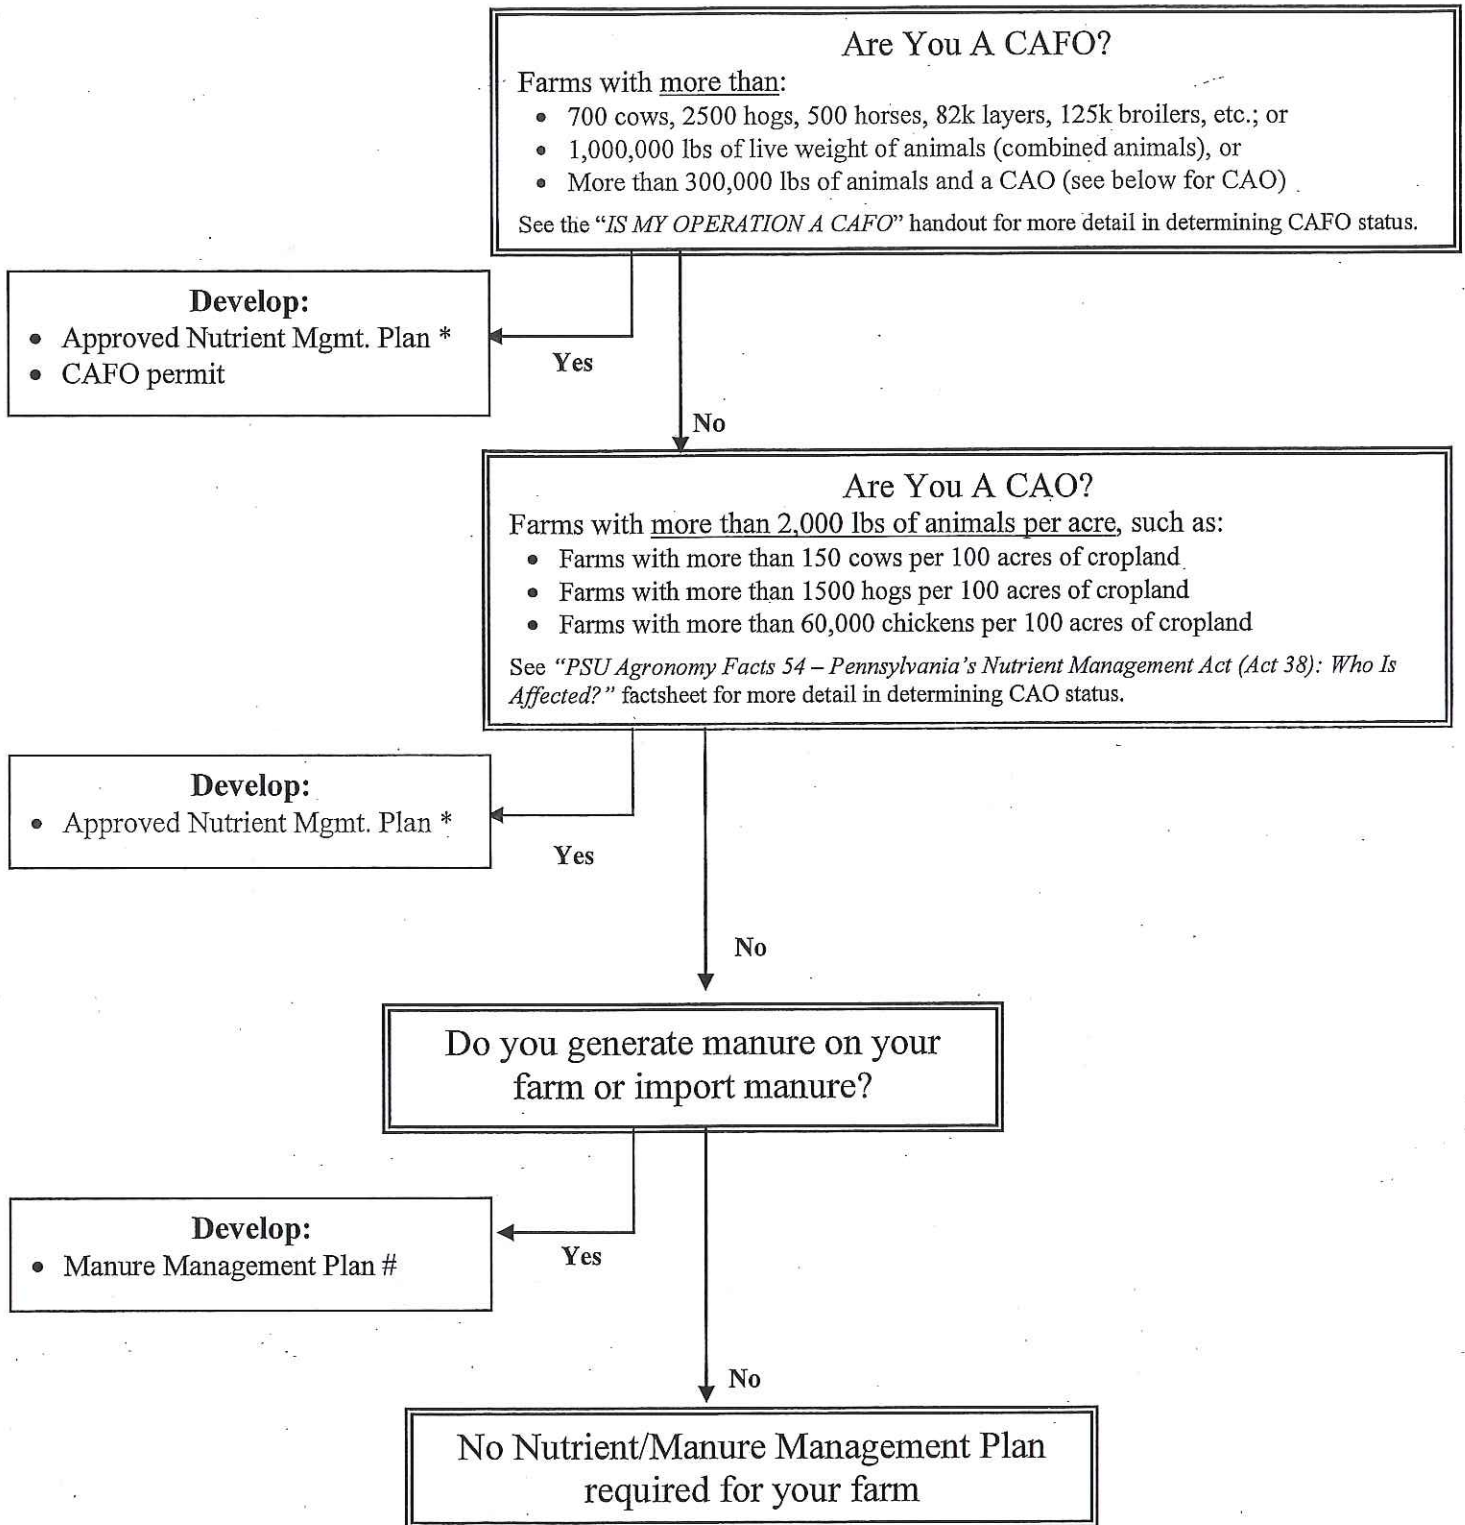 Are You A CAFO?
Farms with more than:
• 700 cows, 2500 hogs, 500 horses, 82k layers, 125k broilers, etc.; or
• 1,000,000 lbs of live weight of animals (combined animals), or
• More than 300,000 lbs of animals and a CAO (see below for CAO)
See the “IS MY OPERATION A CAFO” handout for more detail in determining CAFO status.
Develop:
• Approved Nutrient Mgmt. Plan *
• CAFO permit
Yes
No
Are You A CAO?
Farms with more than 2,000 lbs of animals per acre, such as:
• Farms with more than 150 cows per 100 acres of cropland
• Farms with more than 1500 hogs per 100 acres of cropland
• Farms with more than 60,000 chickens per 100 acres of cropland
See “PSU Agronomy Facts 54 – Pennsylvania’s Nutrient Management Act (Act 38): Who Is
Affected?” factsheet for more detail in determining CAO status.
Develop:
• Approved Nutrient Mgmt. Plan *
Yes
No
Do you generate manure on your
farm or import manure?
Develop:
• Manure Management Plan #
Yes
No
No Nutrient/Manure Management Plan
required for your farm